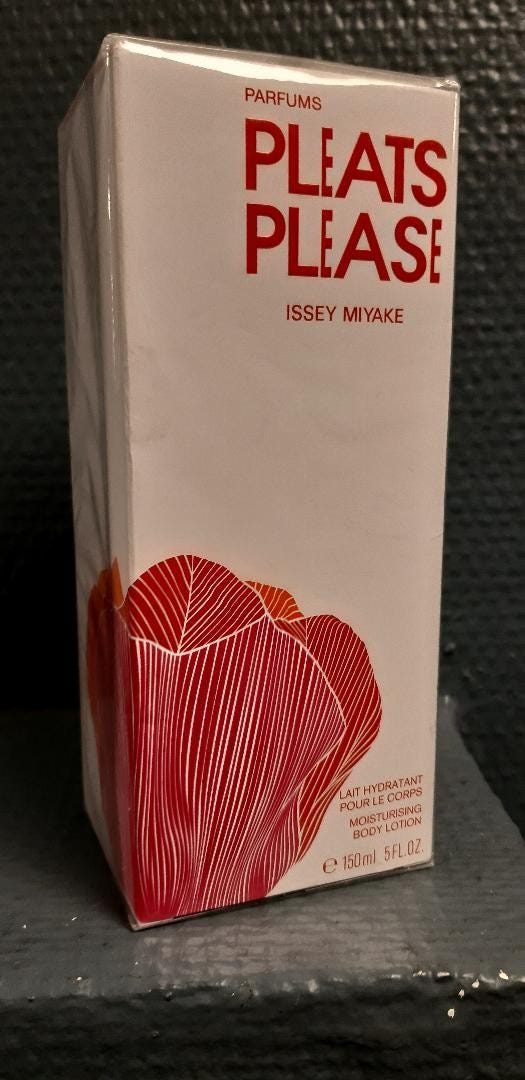 PARFUMS
PLEATS
PLEASE
ISSEY MIYAKE
LAIT HYDRATANT
POUR LE CORPS
MOISTURISING
BODY LOTION
℮ 150ml 5FL.OZ.